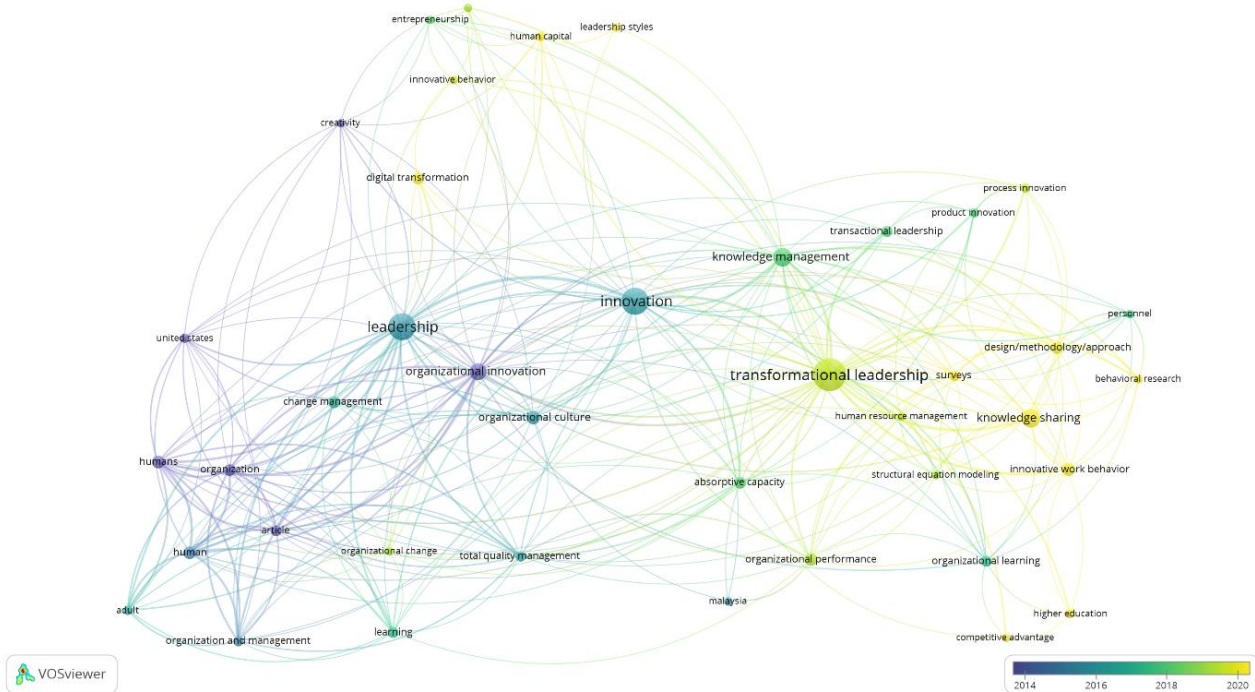 entrepreneurship
leadership styles
human capital
innovative behavior
creativity
digital transformation
process innovation
product innovation
transactional leadership
knowledge management
innovation
leadership
personnel
united states
design/methodology/approach
organizational innovation
transformational leadership
surveys
behavioral research
change management
organizational culture
human resource management
knowledge sharing
humans
organization
innovative work behavior
absorptive capacity
structural equation modeling
article
human
organizational change
total quality management
organizational performance
organizational learning
malaysia
adult
higher education
organization and management
learning
competitive advantage
VOSviewer
2014 2016 2018 2020